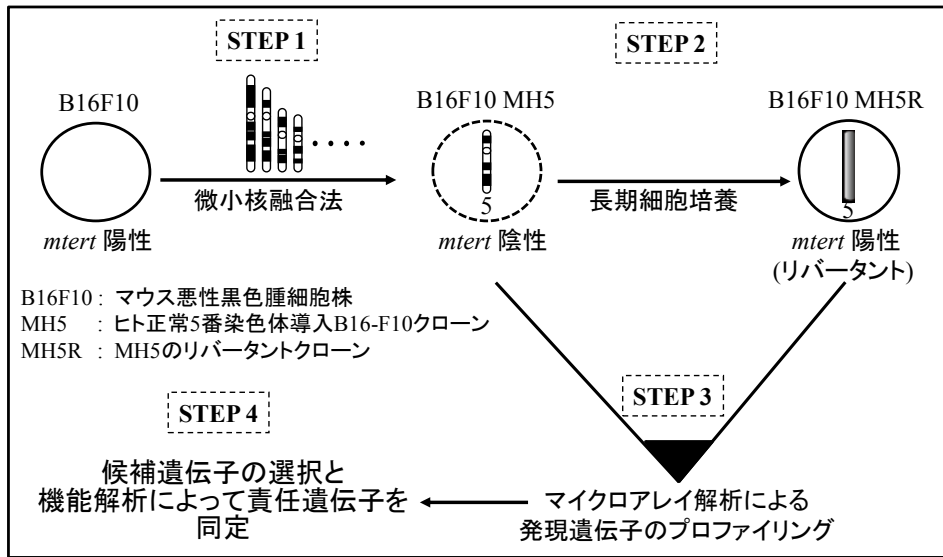 STEP 1
STEP 2
B16F10
B16F10 MH5
B16F10 MH5R
微小核融合法
長期細胞培養
5
5
mtert 陽性
mtert 陰性
mtert 陽性
(リバータント)
B16F10 : マウス悪性黒色腫細胞株
MH5 : ヒト正常5番染色体導入B16-F10クローン
MH5R : MH5のリバータントクローン
STEP 3
STEP 4
候補遺伝子の選択と
機能解析によって責任遺伝子を
同定
マイクロアレイ解析による
発現遺伝子のプロファイリング